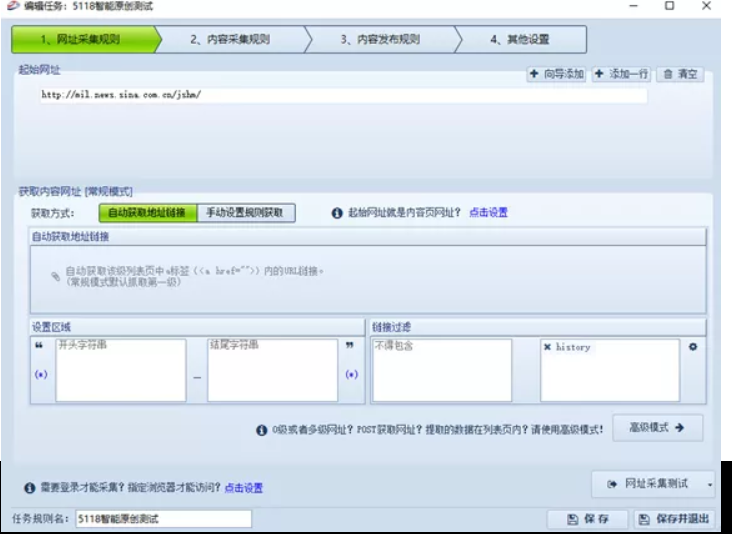 编辑任务：5118智能原创测试
1、网址采集规则
2、内容采集规则
3、内容发布规则
4、其他设置
起始网址
向导添加
添加一行
清空
http://mil.news.sina.com.cn/jshm/
获取内容网址 [常规模式]
获取方式：
自动获取地址链接
手动设置规则获取
起始网址就是内容页网址？ 点击设置
自动获取地址链接
自动获取该级列表页中a标签（<a href="">）内的URL链接。
(常规模式默认抓取第一级)
设置区域
链接过滤
开头字符串
结尾字符串
不得包含
history
(*)
(*)
0级或者多级网址？POST获取网址？提取的数据在列表页内？请使用高级模式！
高级模式
需要登录才能采集？指定浏览器才能访问？ 点击设置
网址采集测试
任务规则名：
5118智能原创测试
保存
保存并退出